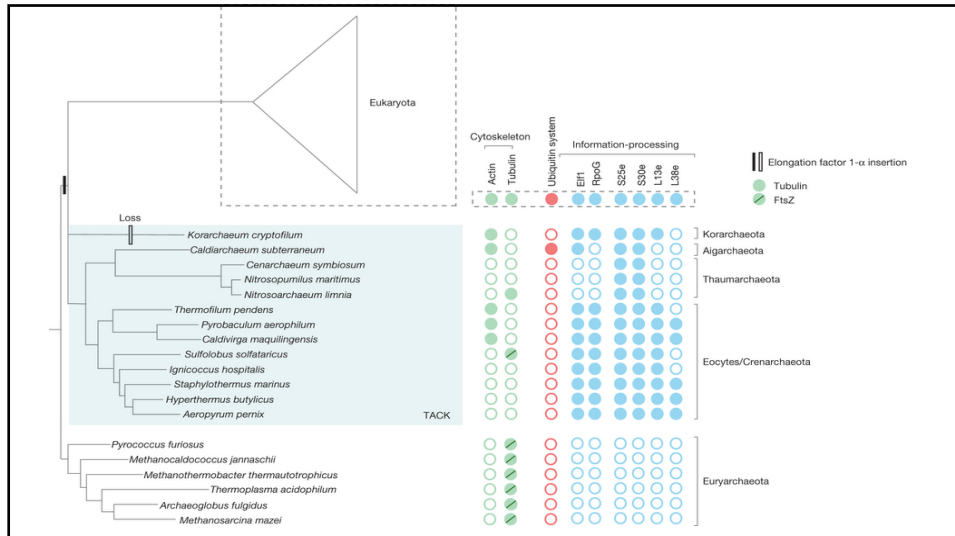 Eukaryota
Cytoskeleton
Actin
Tubulin
Ubiquitin system
Information-processing
Elf1
RpoG
S25e
S30e
L13e
L38e
Elongation factor 1-α insertion
Tubulin
FtsZ
Loss
Korarchaeum cryptofilum
Caldiarchaeum subterraneum
Cenarchaeum symbiosum
Nitrosopumilus maritimus
Nitrosoarchaeum limnia
Thermofilum pendens
Pyrobaculum aerophilum
Caldivirga maquilingensis
Sulfolobus solfataricus
Ignicoccus hospitalis
Staphylothermus marinus
Hyperthermus butylicus
Aeropyrum pernix
TACK
Korarchaeota
Aigarchaeota
Thaumarchaeota
Eocytes/Crenarchaeota
Pyrococcus furiosus
Methanocaldococcus jannaschii
Methanothermobacter thermautotrophicus
Thermoplasma acidophilum
Archaeoglobus fulgidus
Methanosarcina mazei
Euryarchaeota